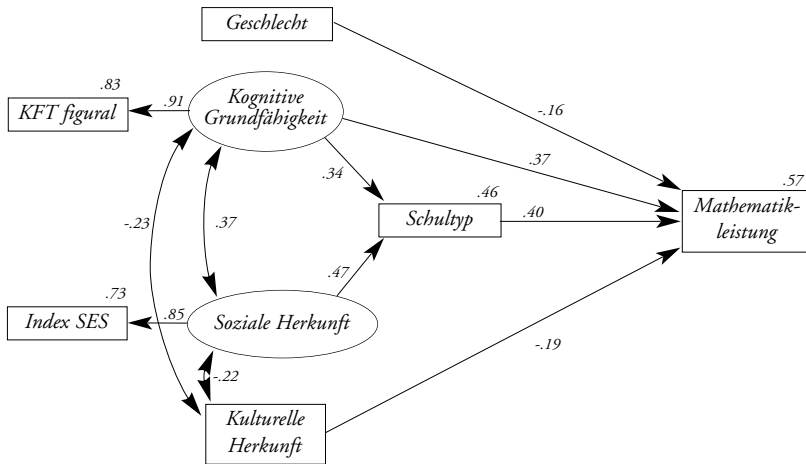 Geschlecht
-.16
.83
KFT figural
.91
Kognitive
Grundfähigkeit
.37
.34
-.23
.37
.46
Schultyp
.40
.57
Mathematik-
leistung
.47
.73
Index SES
.85
Soziale Herkunft
-.19
-.22
Kulturelle
Herkunft